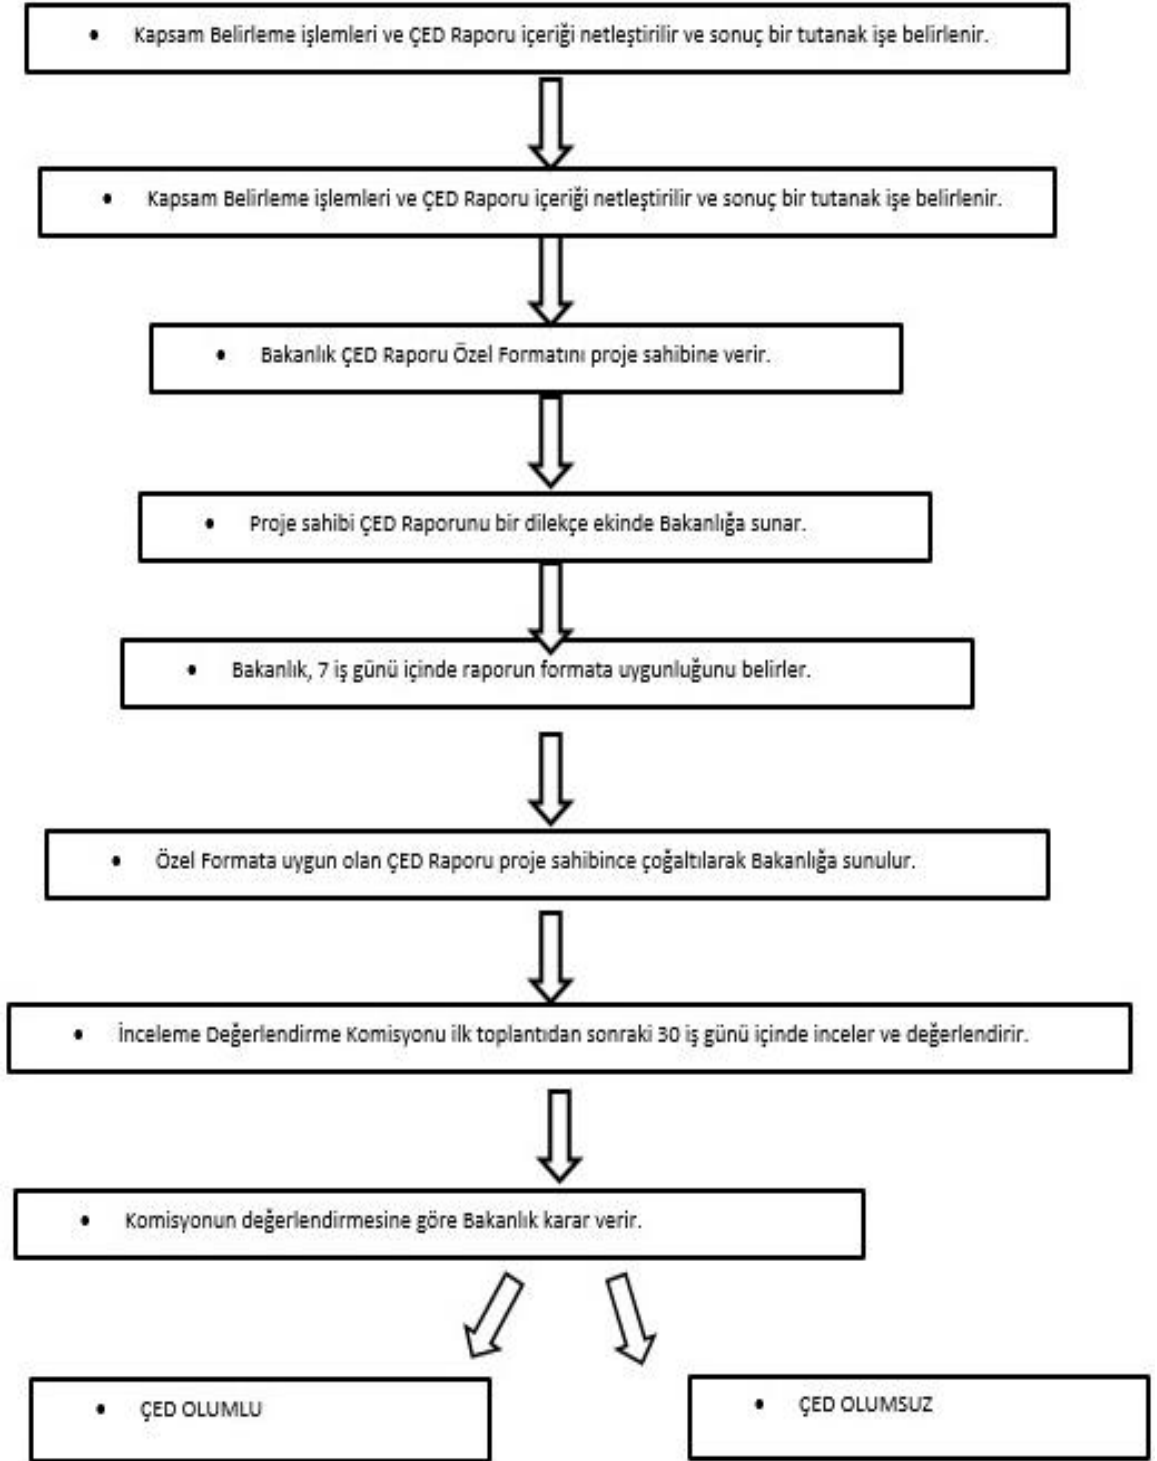 • Kapsam Belirleme işlemleri ve ÇED Raporu içeriği netleştirilir ve sonuç bir tutanak işe belirlenir.
• Kapsam Belirleme işlemleri ve ÇED Raporu içeriği netleştirilir ve sonuç bir tutanak işe belirlenir.
• Bakanlık ÇED Raporu Özel Formatını proje sahibine verir.
• Proje sahibi ÇED Raporunu bir dilekçe ekinde Bakanlığa sunar.
• Bakanlık, 7 iş günü içinde raporun formata uygunluğunu belirler.
• Özel Formata uygun olan ÇED Raporu proje sahibince çoğaltılarak Bakanlığa sunulur.
• İnceleme Değerlendirme Komisyonu ilk toplantıdan sonraki 30 iş günü içinde inceler ve değerlendirir.
• Komisyonun değerlendirmesine göre Bakanlık karar verir.
• ÇED OLUMLU
• ÇED OLUMSUZ